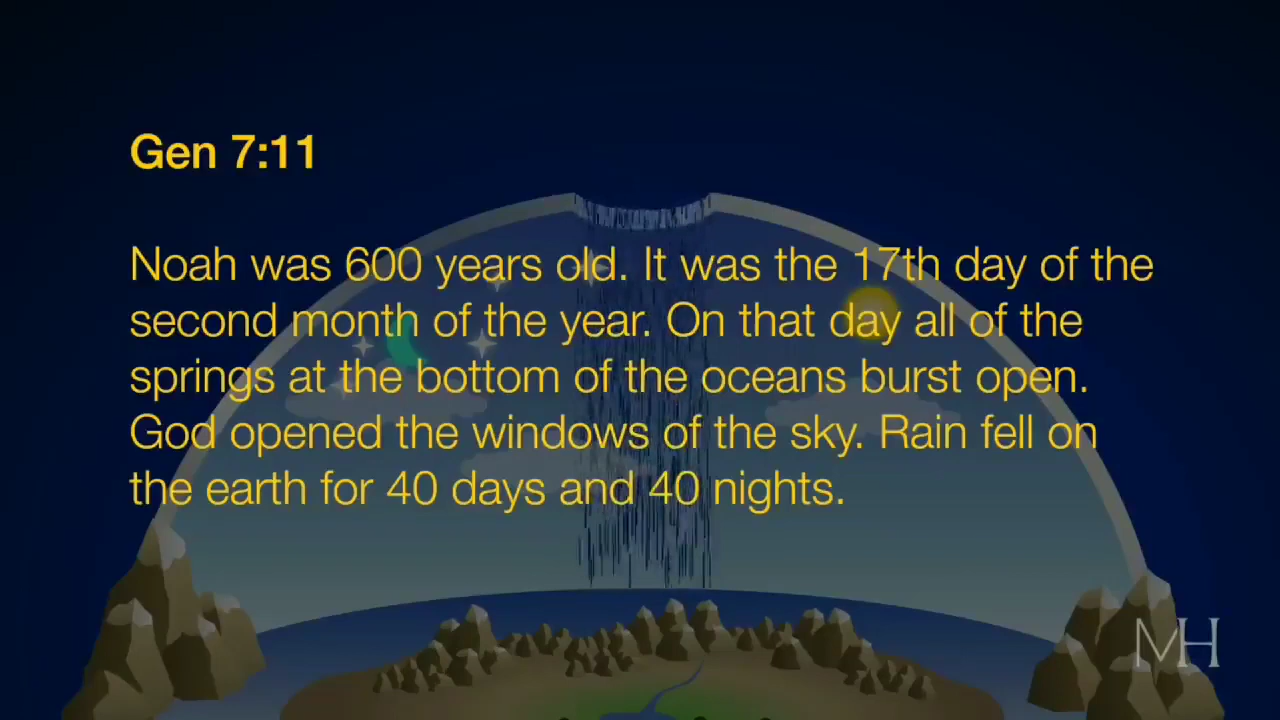 Gen 7:11
Noah was 600 years old. It was the 17th day of the
second month of the year. On that day all of the
springs at the bottom of the oceans burst open.
God opened the windows of the sky. Rain fell on
the earth for 40 days and 40 nights.
MH